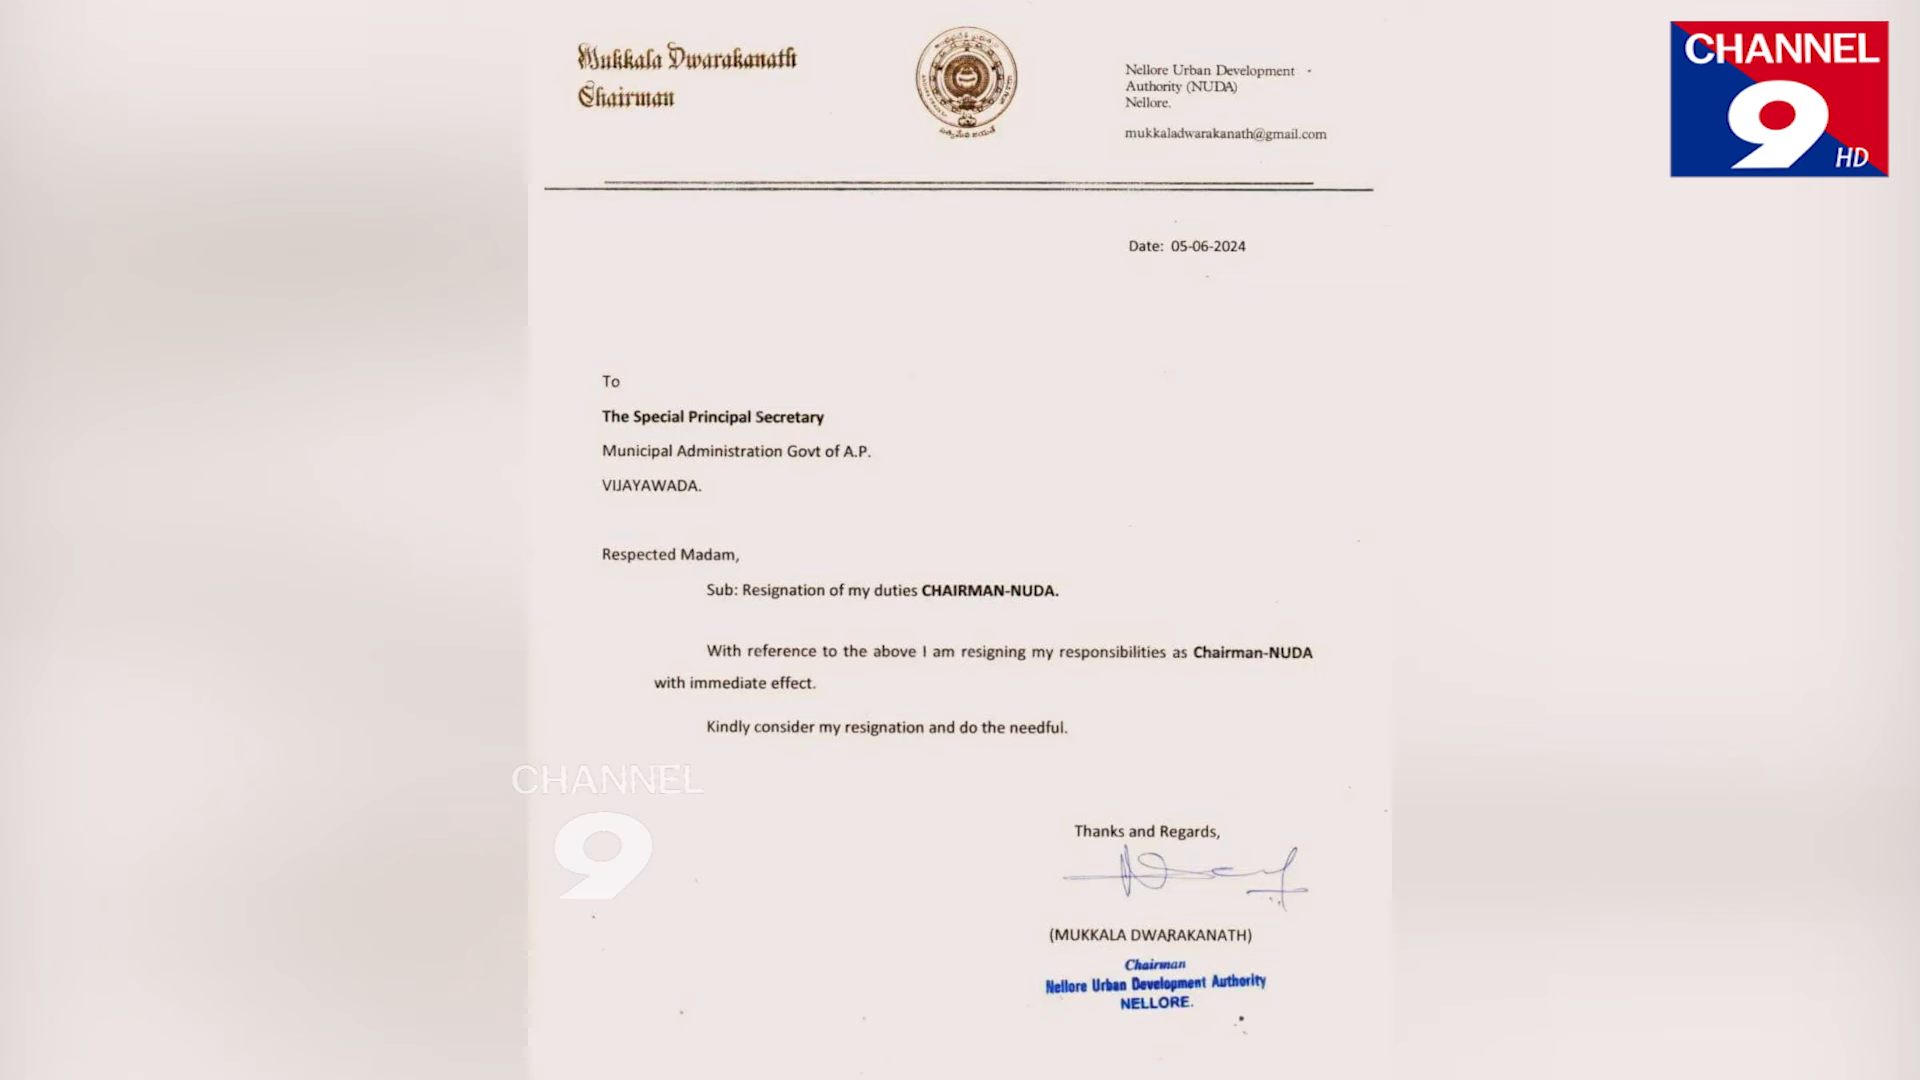 Mukkala Dwarakanath
Chairman
Nellore Urban Development -
Authority (NUDA)
Nellore.
mukkaladwarakanath@gmail.com
CHANNEL
9
HD
Date: 05-06-2024
To
The Special Principal Secretary
Municipal Administration Govt of A.P.
VIJAYAWADA.
Respected Madam,
Sub: Resignation of my duties CHAIRMAN-NUDA.
With reference to the above I am resigning my responsibilities as Chairman-NUDA
with immediate effect.
Kindly consider my resignation and do the needful.
CHANNEL
9
Thanks and Regards,
(MUKKALA DWARAKANATH)
Chairman
Nellore Urban Development Authority
NELLORE.